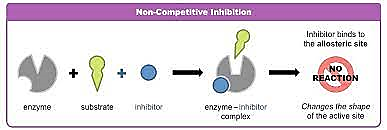 Non-Competitive Inhibition
Inhibitor binds to
the allosteric site
NO
REACTION
enzyme
substrate
inhibitor
enzyme – inhibitor
complex
Changes the shape
of the active site